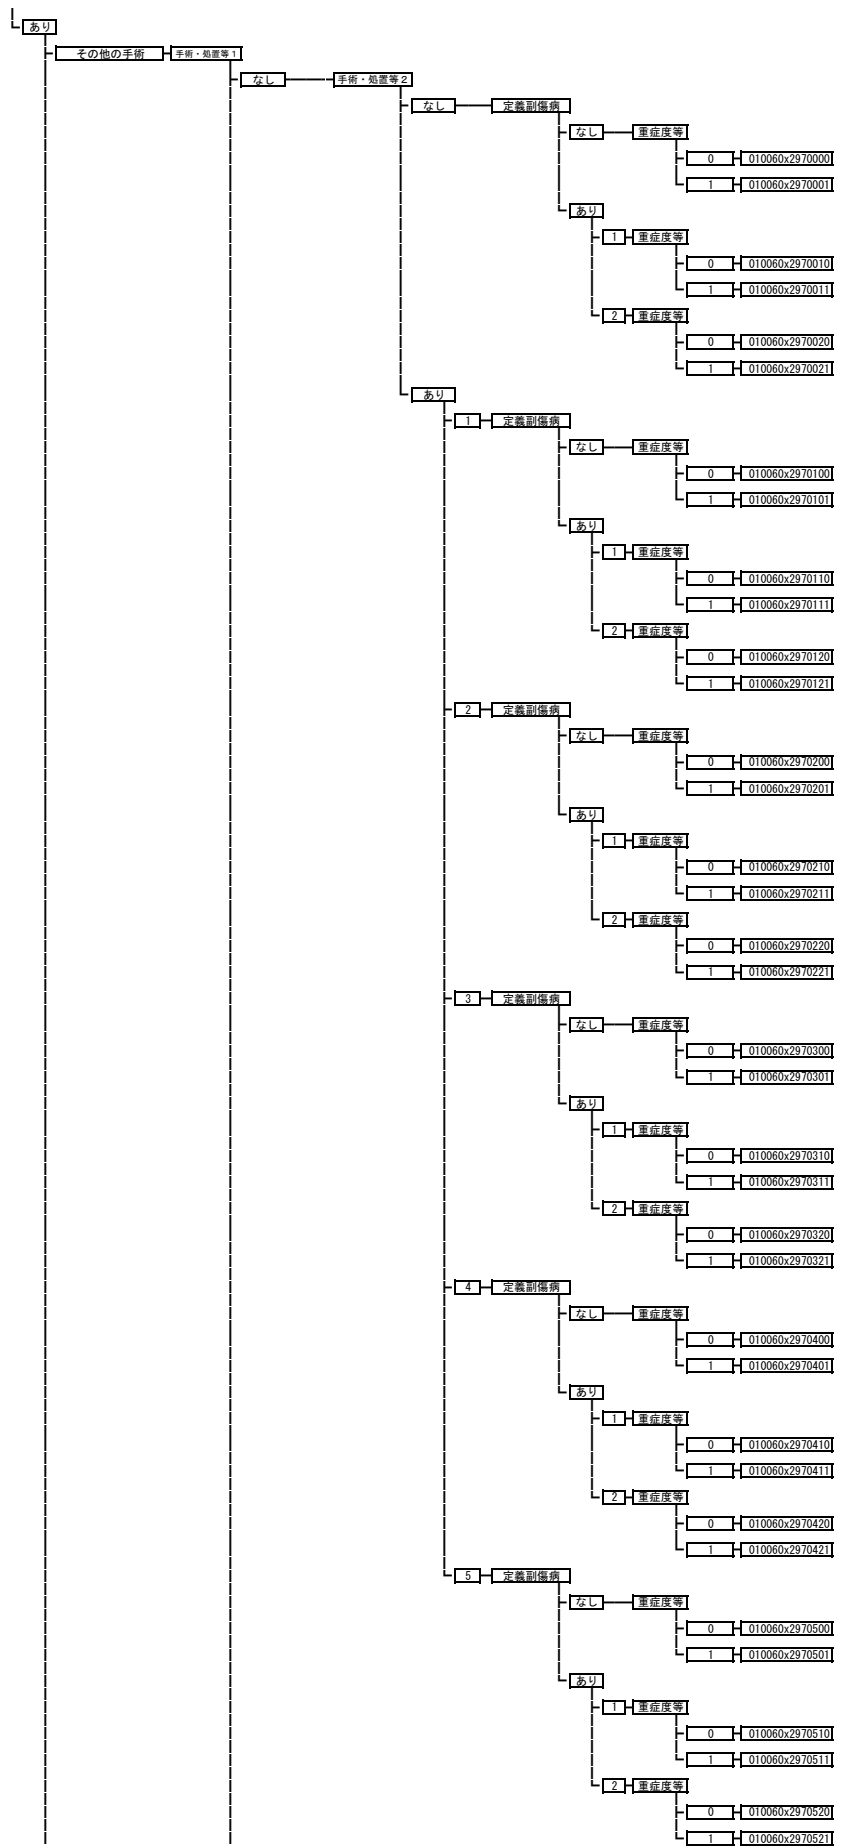 あり
その他の手術 手術・処置等1
なし 手術・処置等2
なし 定義副傷病
なし 重症度等
0 010060x2970000
1 010060x2970001
あり
1 重症度等
0 010060x2970010
1 010060x2970011
2 重症度等
0 010060x2970020
1 010060x2970021
あり
1 定義副傷病
なし 重症度等
0 010060x2970100
1 010060x2970101
あり
1 重症度等
0 010060x2970110
1 010060x2970111
2 重症度等
0 010060x2970120
1 010060x2970121
2 定義副傷病
なし 重症度等
0 010060x2970200
1 010060x2970201
あり
1 重症度等
0 010060x2970210
1 010060x2970211
2 重症度等
0 010060x2970220
1 010060x2970221
3 定義副傷病
なし 重症度等
0 010060x2970300
1 010060x2970301
あり
1 重症度等
0 010060x2970310
1 010060x2970311
2 重症度等
0 010060x2970320
1 010060x2970321
4 定義副傷病
なし 重症度等
0 010060x2970400
1 010060x2970401
あり
1 重症度等
0 010060x2970410
1 010060x2970411
2 重症度等
0 010060x2970420
1 010060x2970421
5 定義副傷病
なし 重症度等
0 010060x2970500
1 010060x2970501
あり
1 重症度等
0 010060x2970510
1 010060x2970511
2 重症度等
0 010060x2970520
1 010060x2970521